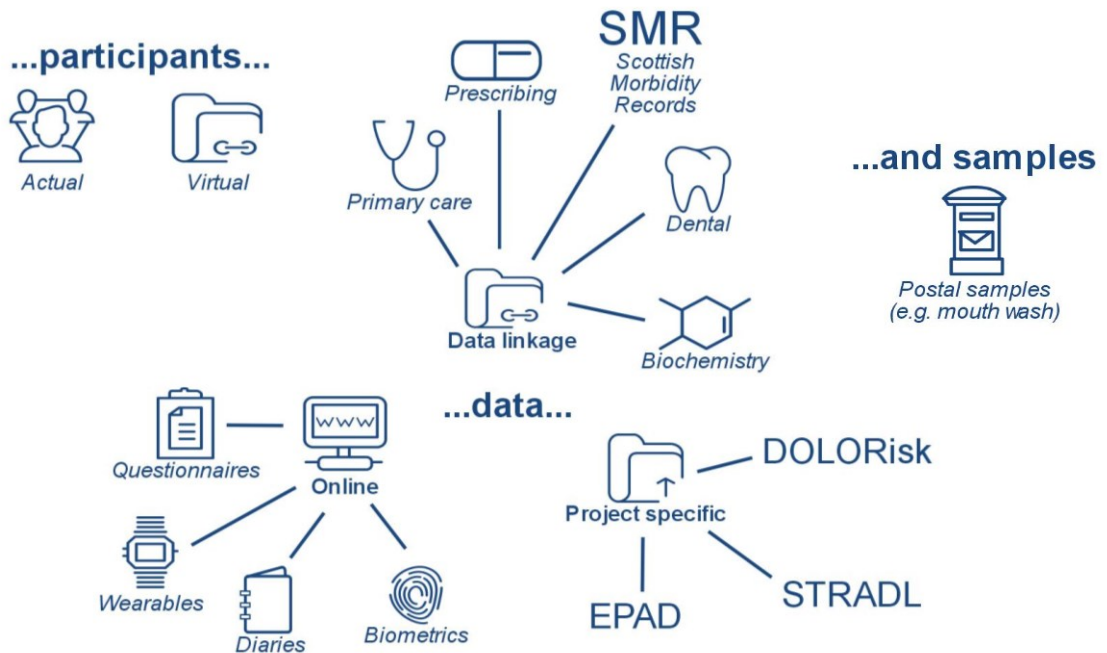 ...participants...
Actual
Virtual
Prescribing
SMR
Scottish
Morbidity
Records
Primary care
Dental
Data linkage
Biochemistry
...and samples
Postal samples
(e.g. mouth wash)
...data...
Questionnaires
www
Online
Wearables
Diaries
Biometrics
Project specific
DOLORisk
EPAD
STRADL